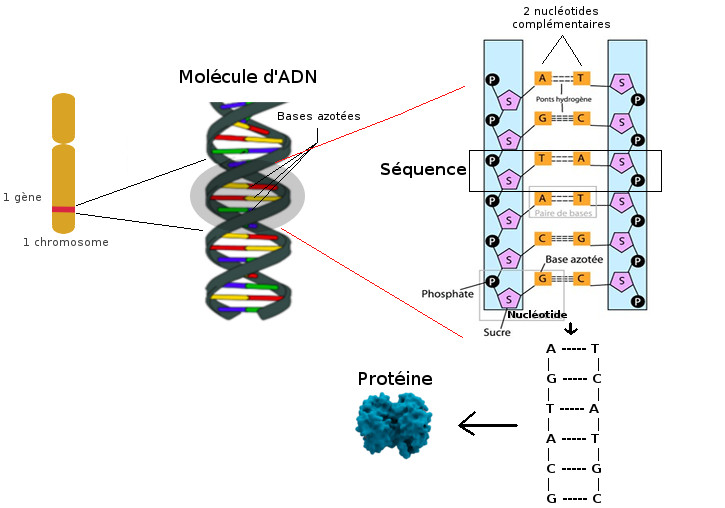 2 nucléotides
complémentaires
Molécule d'ADN
Bases azotées
1 gène
1 chromosome
Séquence
P
S
A
T
S
P
Ponts hydrogène
P
S
G
C
S
P
P
S
T
A
S
P
P
S
A
T
S
P
Paire de bases
P
S
C
G
S
P
Base azotée
P
S
G
C
S
P
Phosphate
Nucléotide
Sucre
A ----- T
G ----- C
T ----- A
A ----- T
C ----- G
G ----- C
Protéine